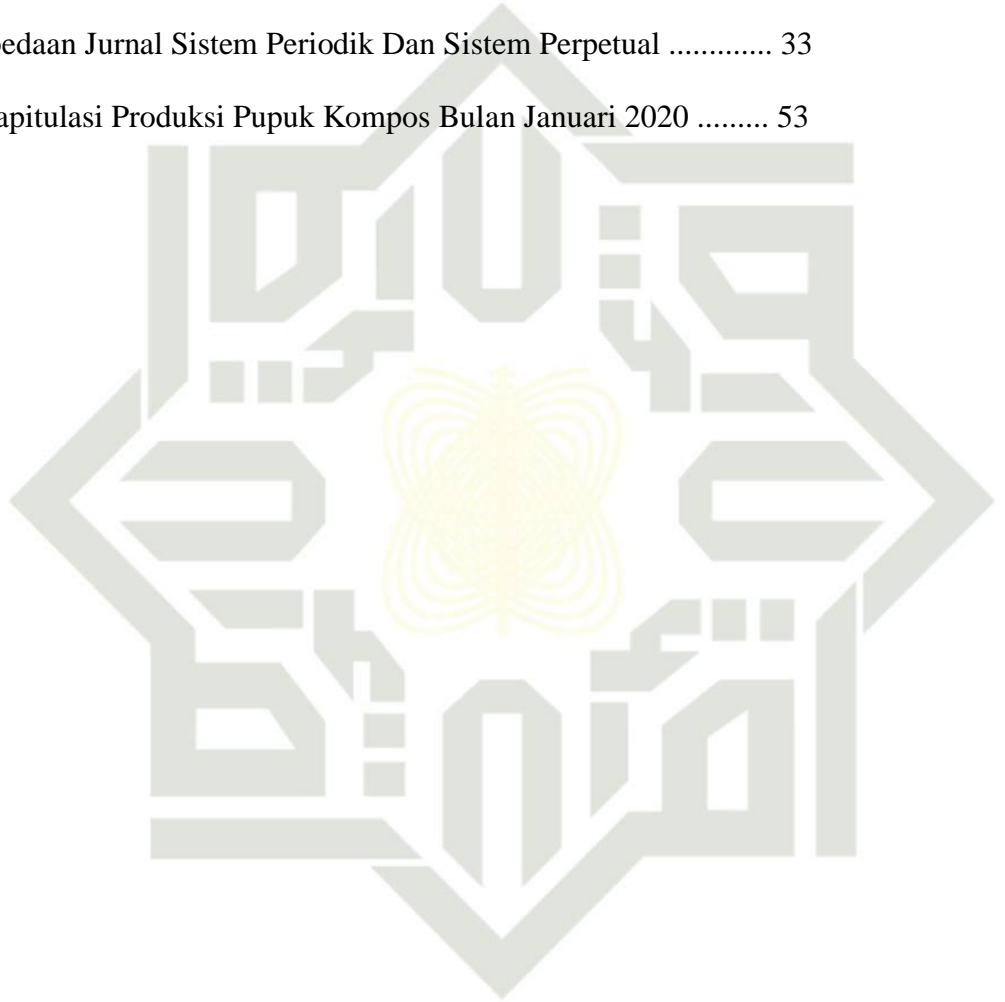 edaan Jurnal Sistem Periodik Dan Sistem Perpetual ............. 33
apitulasi Produksi Pupuk Kompos Bulan Januari 2020 ......... 53